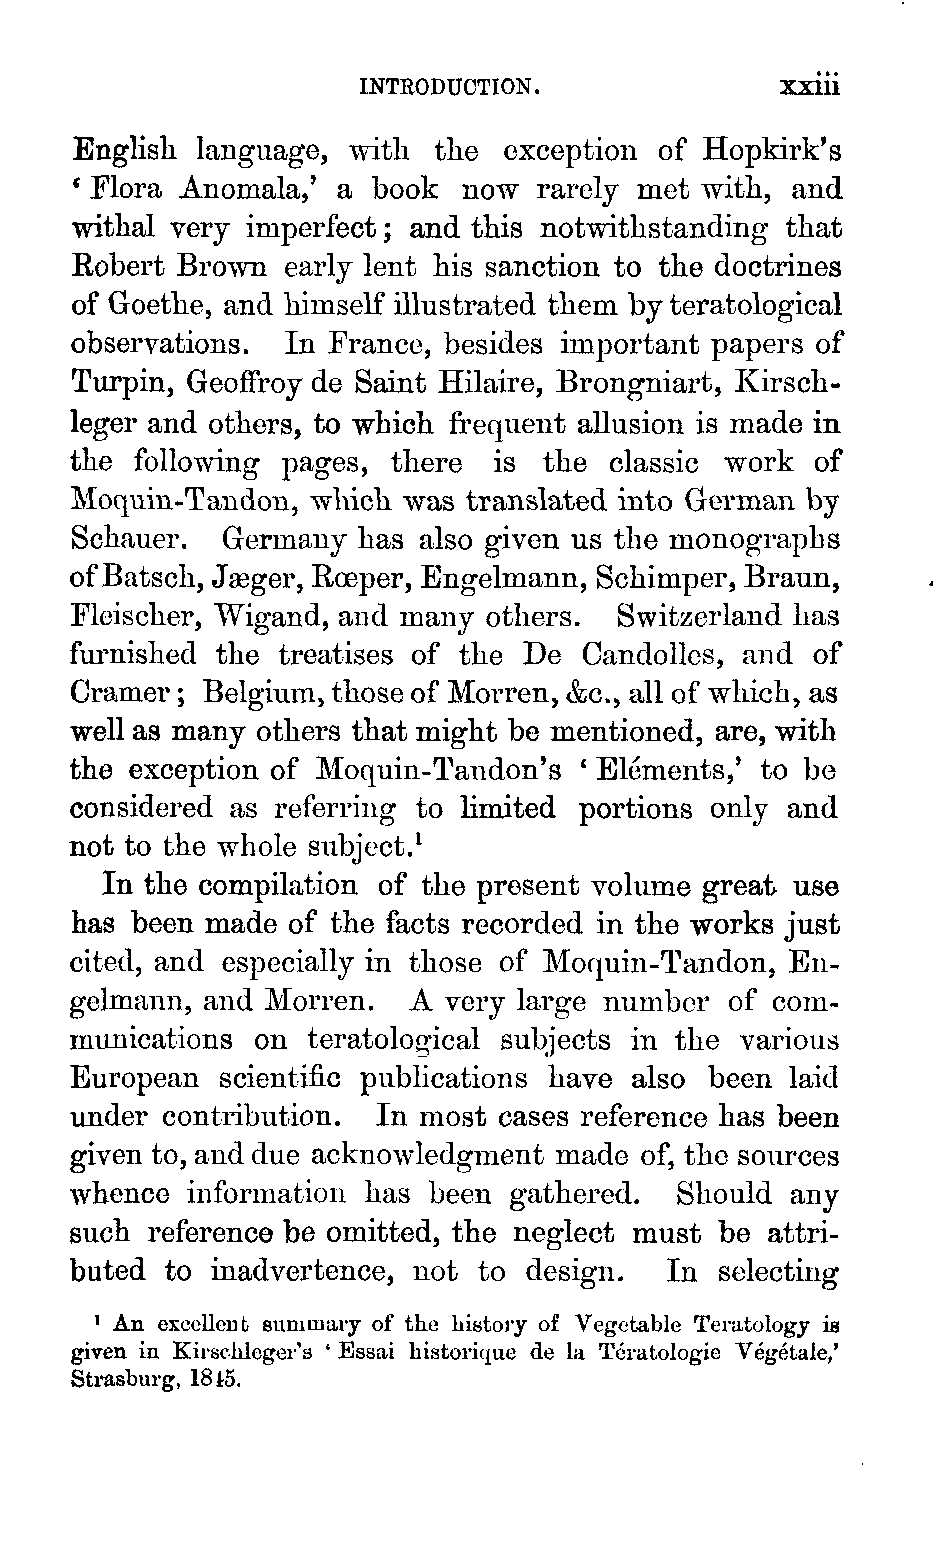 INTRODUCTION. xxiii
English language, with the exception of Hopkirk's
‘Flora Anomala,’ a book now rarely met with, and
withal very imperfect; and this notwithstanding that
Robert Brown early lent his sanction to the doctrines
of Goethe, and himself illustrated them by teratological
observations. In France, besides important papers of
Turpin, Geoffroy de Saint Hilaire, Brongniart, Kirsch-
leger and others, to which frequent allusion is made in
the following pages, there is the classic work of
Moquin-Tandon, which was translated into German by
Schauer. Germany has also given us the monographs
of Batsch, Jæger, Rœper, Engelmann, Schimper, Braun,
Fleischer, Wigand, and many others. Switzerland has
furnished the treatises of the De Candolles, and of
Cramer; Belgium, those of Morren, &c., all of which, as
well as many others that might be mentioned, are, with
the exception of Moquin-Tandon's ‘Eléments,’ to be
considered as referring to limited portions only and
not to the whole subject.¹
In the compilation of the present volume great use
has been made of the facts recorded in the works just
cited, and especially in those of Moquin-Tandon, En-
gelmann, and Morren. A very large number of com-
munications on teratological subjects in the various
European scientific publications have also been laid
under contribution. In most cases reference has been
given to, and due acknowledgment made of, the sources
whence information has been gathered. Should any
such reference be omitted, the neglect must be attri-
buted to inadvertence, not to design. In selecting
¹ An excellent summary of the history of Vegetable Teratology is
given in Kirschleger's ‘Essai historique de la Tératologie Végétale,’
Strasburg, 1845.